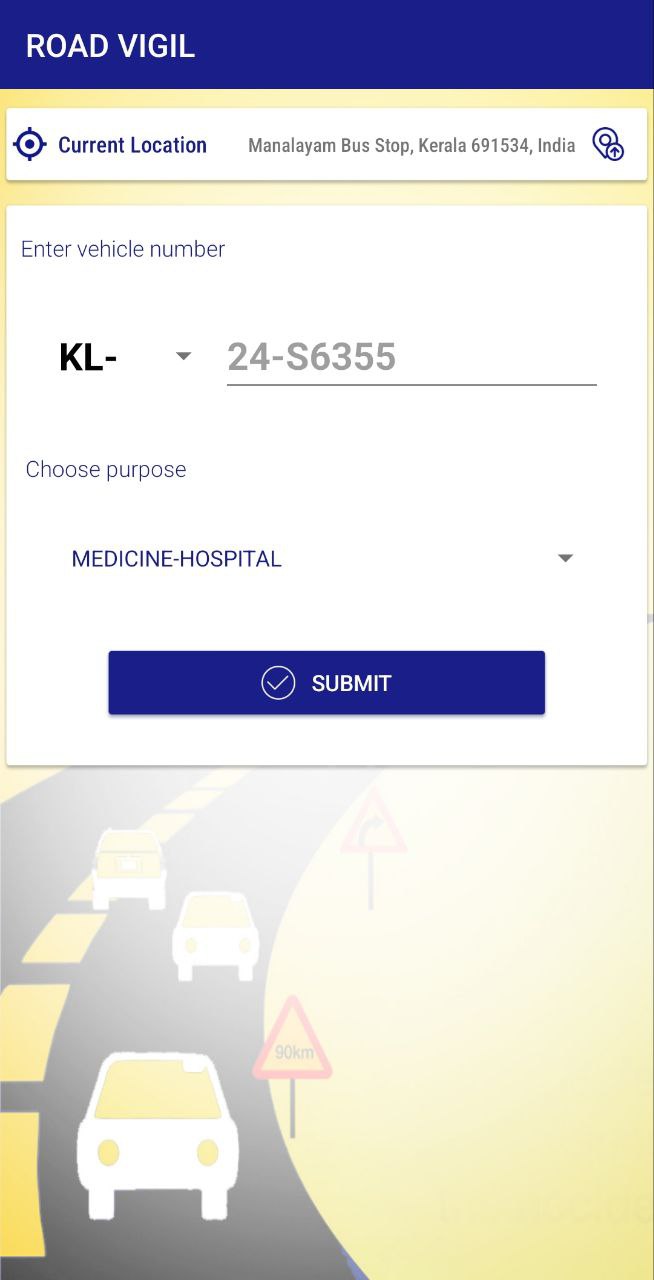 ROAD VIGIL
Current Location Manalayam Bus Stop, Kerala 691534, India
Enter vehicle number
KL- 24-S6355
Choose purpose
MEDICINE-HOSPITAL
SUBMIT
90km